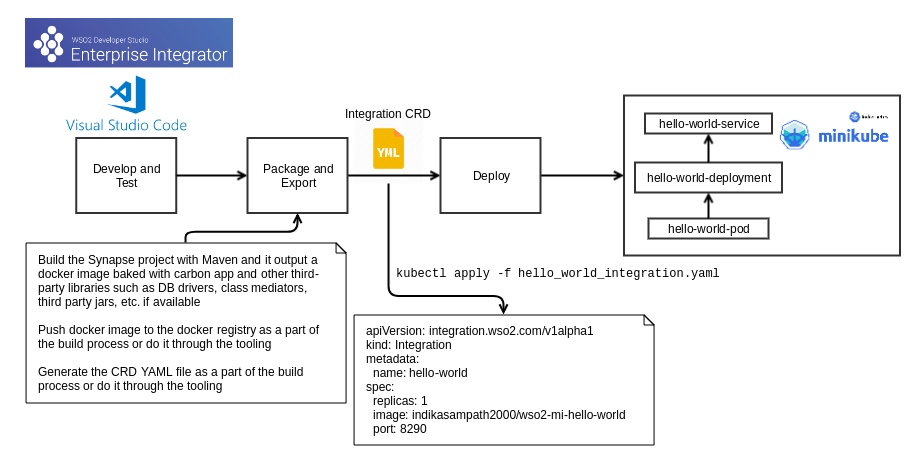 WSO2 Developer Studio
Enterprise Integrator
Visual Studio Code
Integration CRD
YML
Develop and
Test
Package and
Export
Deploy
hello-world-service
kubernetes
minikube
hello-world-deployment
hello-world-pod
Build the Synapse project with Maven and it output a
docker image baked with carbon app and other third-
party libraries such as DB drivers, class mediators,
third party jars, etc. if available
Push docker image to the docker registry as a part of
the build process or do it through the tooling
Generate the CRD YAML file as a part of the build
process or do it through the tooling
kubectl apply -f hello_world_integration.yaml
apiVersion: integration.wso2.com/v1alpha1
kind: Integration
metadata:
  name: hello-world
spec:
  replicas: 1
  image: indikasampath2000/wso2-mi-hello-world
  port: 8290